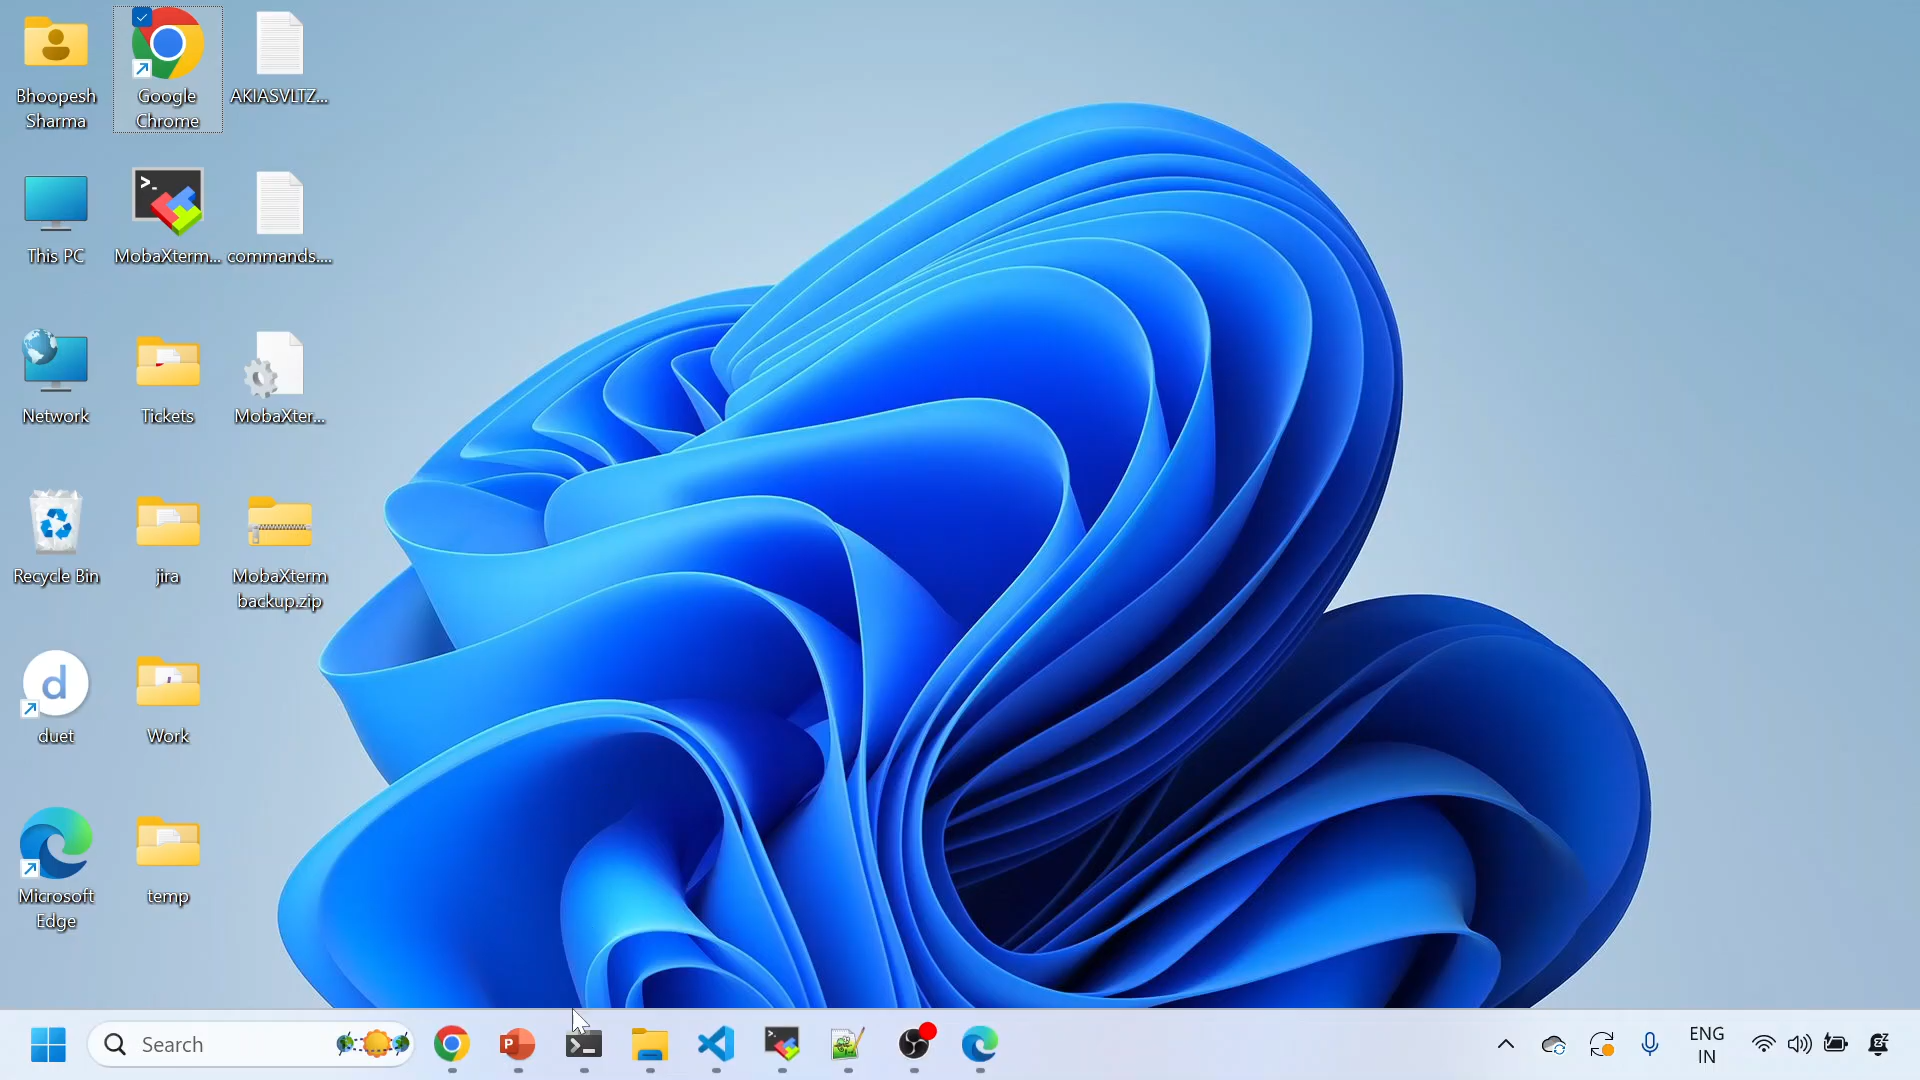 Bhoopesh
Sharma
Google
Chrome
AKIASVLTZ...
This PC
MobaXterm...
commands....
Network
Tickets
MobaXter...
Recycle Bin
jira
MobaXterm
backup.zip
duet
Work
Microsoft
Edge
temp
Search
ENG
IN